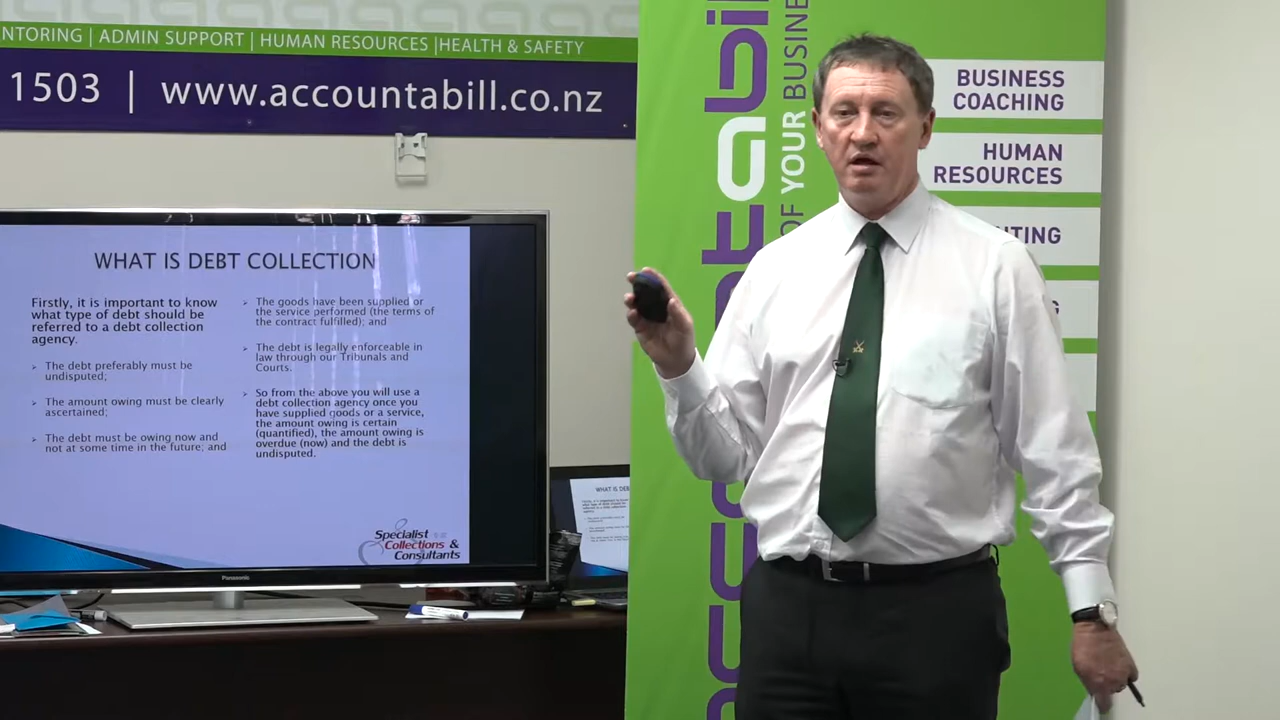 NTORING | ADMIN SUPPORT | HUMAN RESOURCES |HEALTH & SAFETY
1503 | www.accountabill.co.nz
WHAT IS DEBT COLLECTION
Firstly, it is important to know
what type of debt should be
referred to a debt collection
agency.
The debt preferably must be
undisputed;
The amount owing must be clearly
ascertained;
The debt must be owing now and
not at some time in the future; and
The goods have been supplied or
the service performed (the terms of
the contract fulfilled); and
The debt is legally enforceable in
law through our Tribunals and
Courts.
So from the above you will use a
debt collection agency once you
have supplied goods or a service,
the amount owing is certain
(quantified), the amount owing is
overdue (now) and the debt is
undisputed.
Specialist
Collections &
Consultants
Panasonic
WHAT IS DEB
OF YOUR BUSINE
BUSINESS
COACHING
HUMAN
RESOURCES